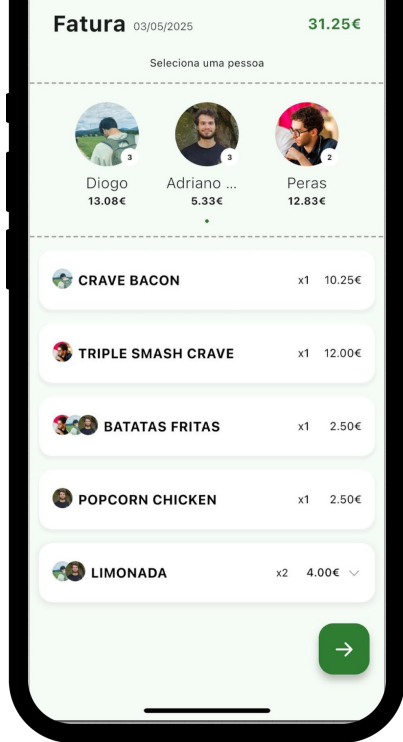 Fatura 03/05/2025 31.25€
Seleciona uma pessoa
3 3 2
Diogo Adriano ... Peras
13.08€ 5.33€ 12.83€
CRAVE BACON x1 10.25€
TRIPLE SMASH CRAVE x1 12.00€
BATATAS FRITAS x1 2.50€
POPCORN CHICKEN x1 2.50€
LIMONADA x2 4.00€